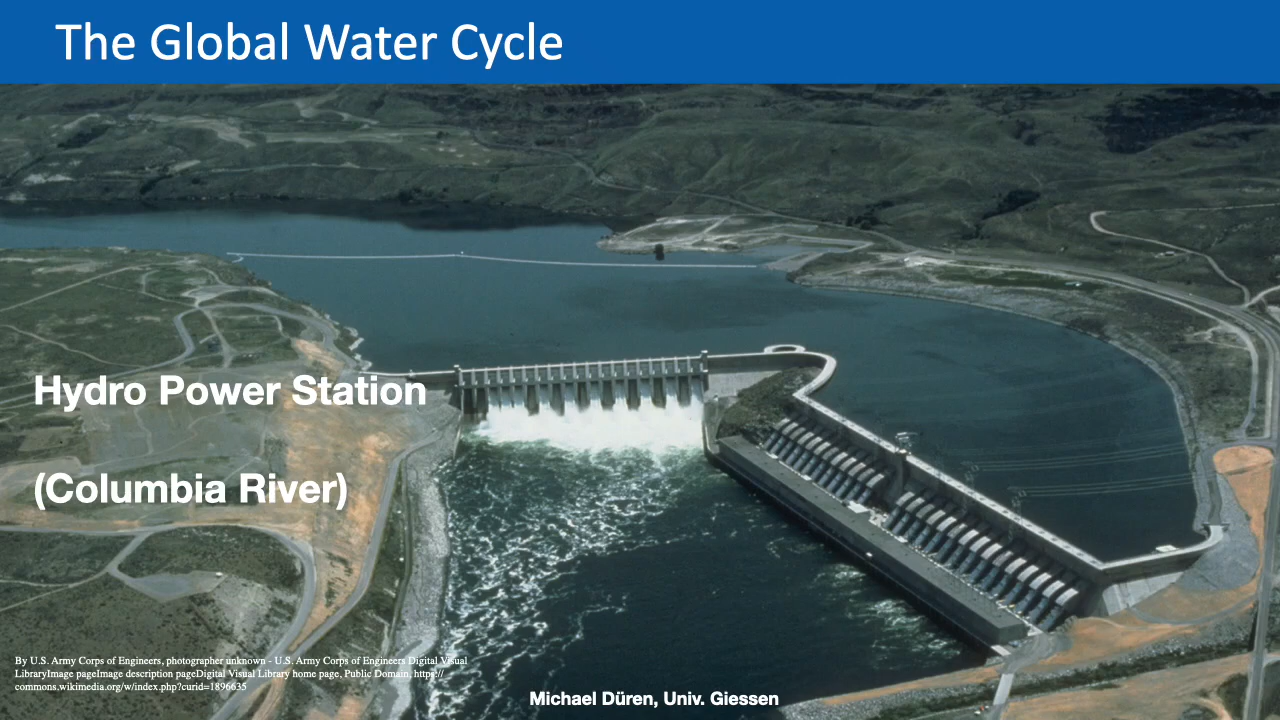 The Global Water Cycle
Hydro Power Station
(Columbia River)
By U.S. Army Corps of Engineers, photographer unknown - U.S. Army Corps of Engineers Digital Visual
LibraryImage pageImage description pageDigital Visual Library home page, Public Domain, https://
commons.wikimedia.org/w/index.php?curid=1896635
Michael Düren, Univ. Giessen